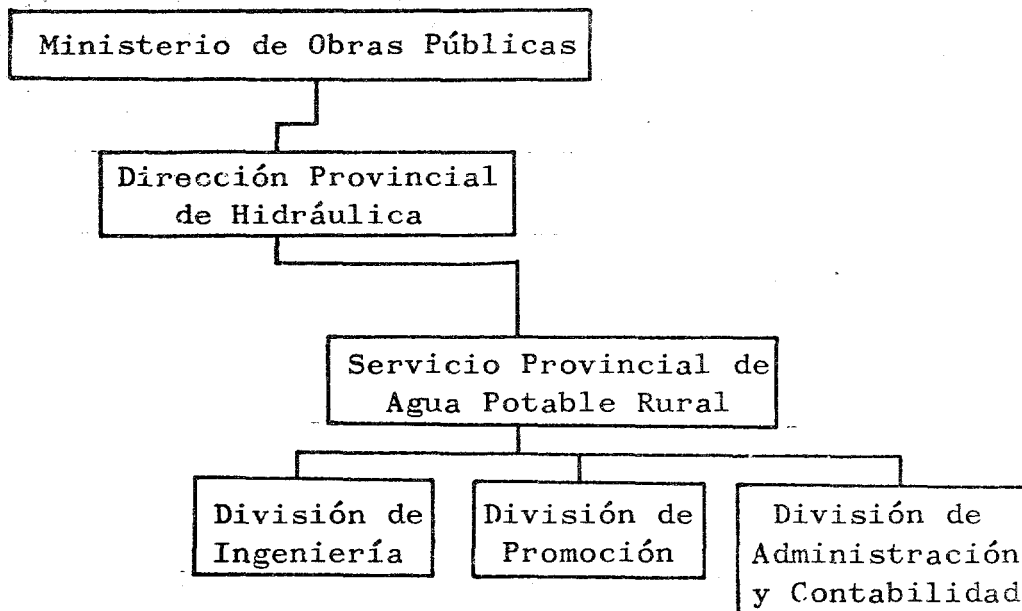 Ministerio de Obras Públicas
Dirección Provincial
de Hidráulica
Servicio Provincial de
Agua Potable Rural
División de
Ingeniería
División de
Promoción
División de
Administración
y Contabilidad